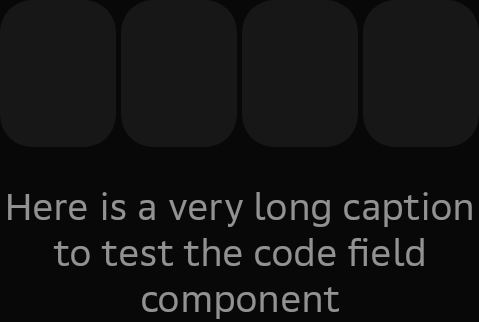 Here is a very long caption
to test the code field
component